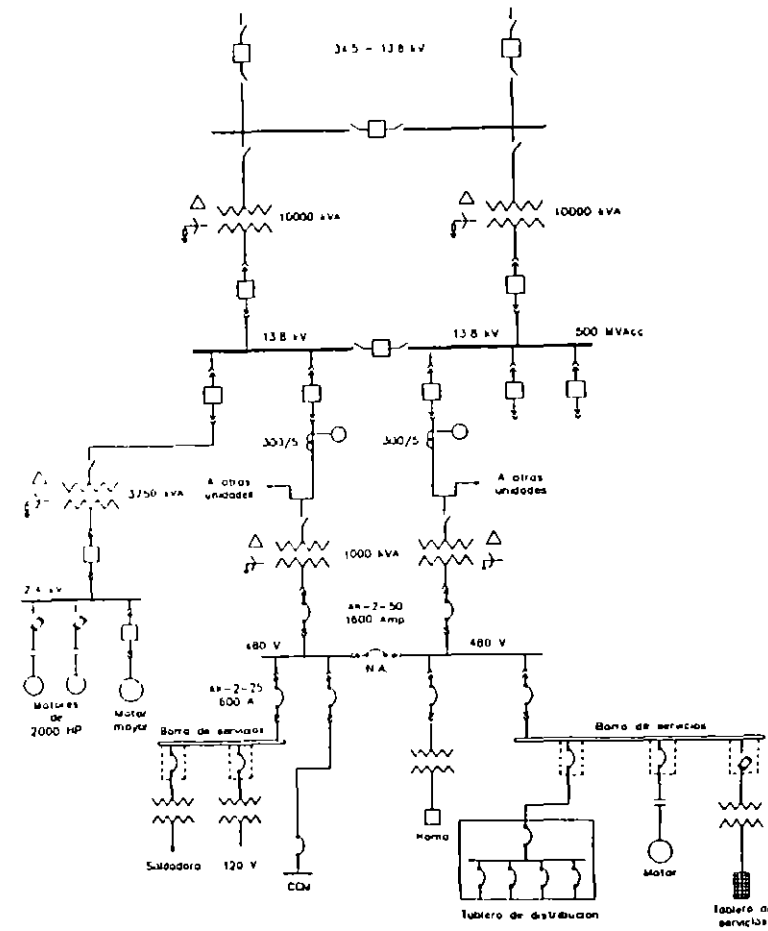 34.5 - 13.8 kV
10000 kVA
10000 kVA
13.8 kV
13.8 kV
500 MVAcc
300/5
300/5
A otras
unidades
A otras
unidades
3750 kVA
1000 kVA
2.4 kV
AK-2-50
1600 Amp
480 V
480 V
N.A.
AK-2-25
600 A
Motores
de
2000 HP
Motor
mayor
Barra de servicios
Barra de servicios
Soldadora
120 V
CCM
Horno
Motor
Tablero de distribucion
Tablero de
servicios